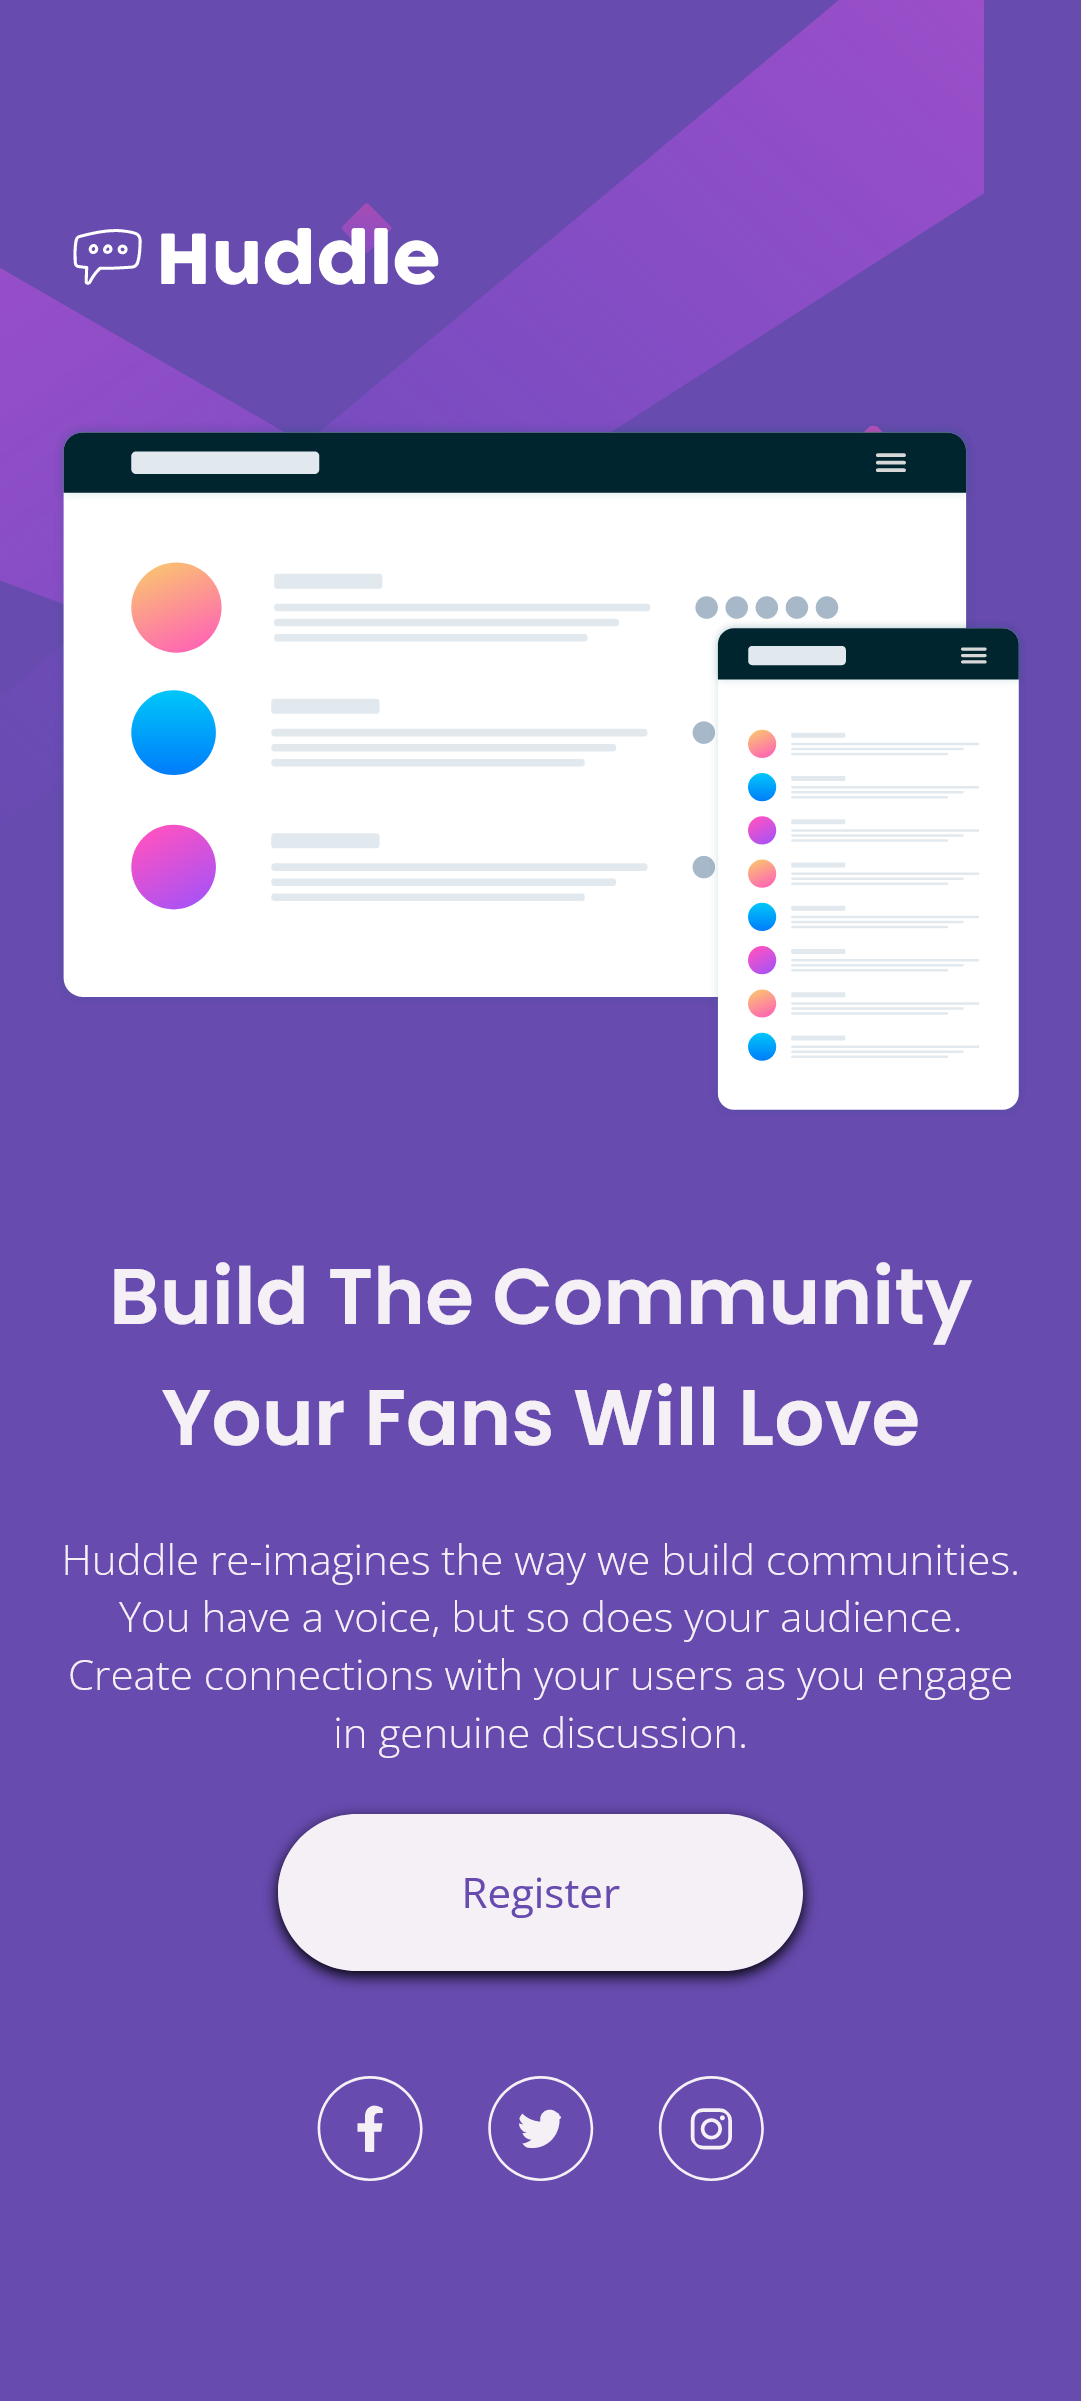 Huddle
Build The Community
Your Fans Will Love
Huddle re-imagines the way we build communities.
You have a voice, but so does your audience.
Create connections with your users as you engage
in genuine discussion.
Register